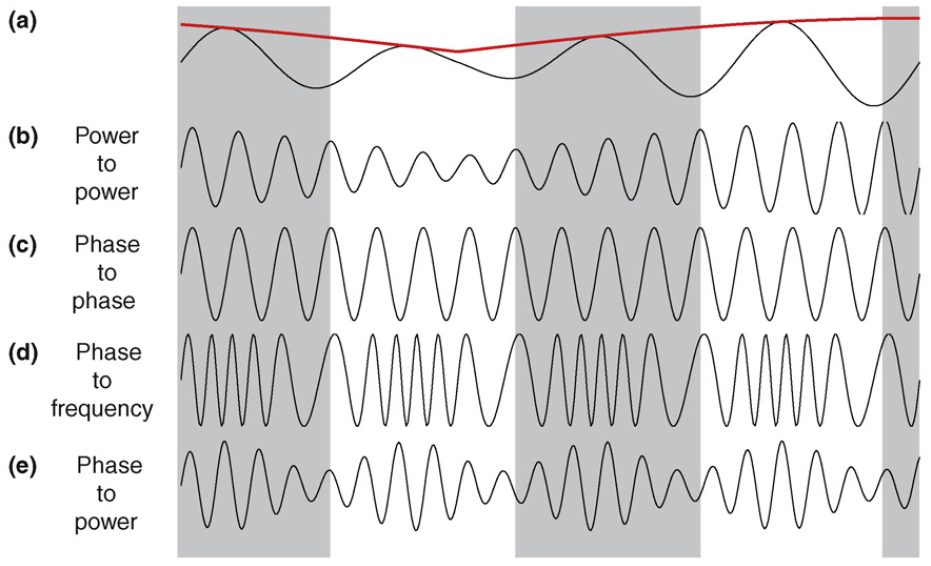 (a)
(b) Power
to
power
(c) Phase
to
phase
(d) Phase
to
frequency
(e) Phase
to
power